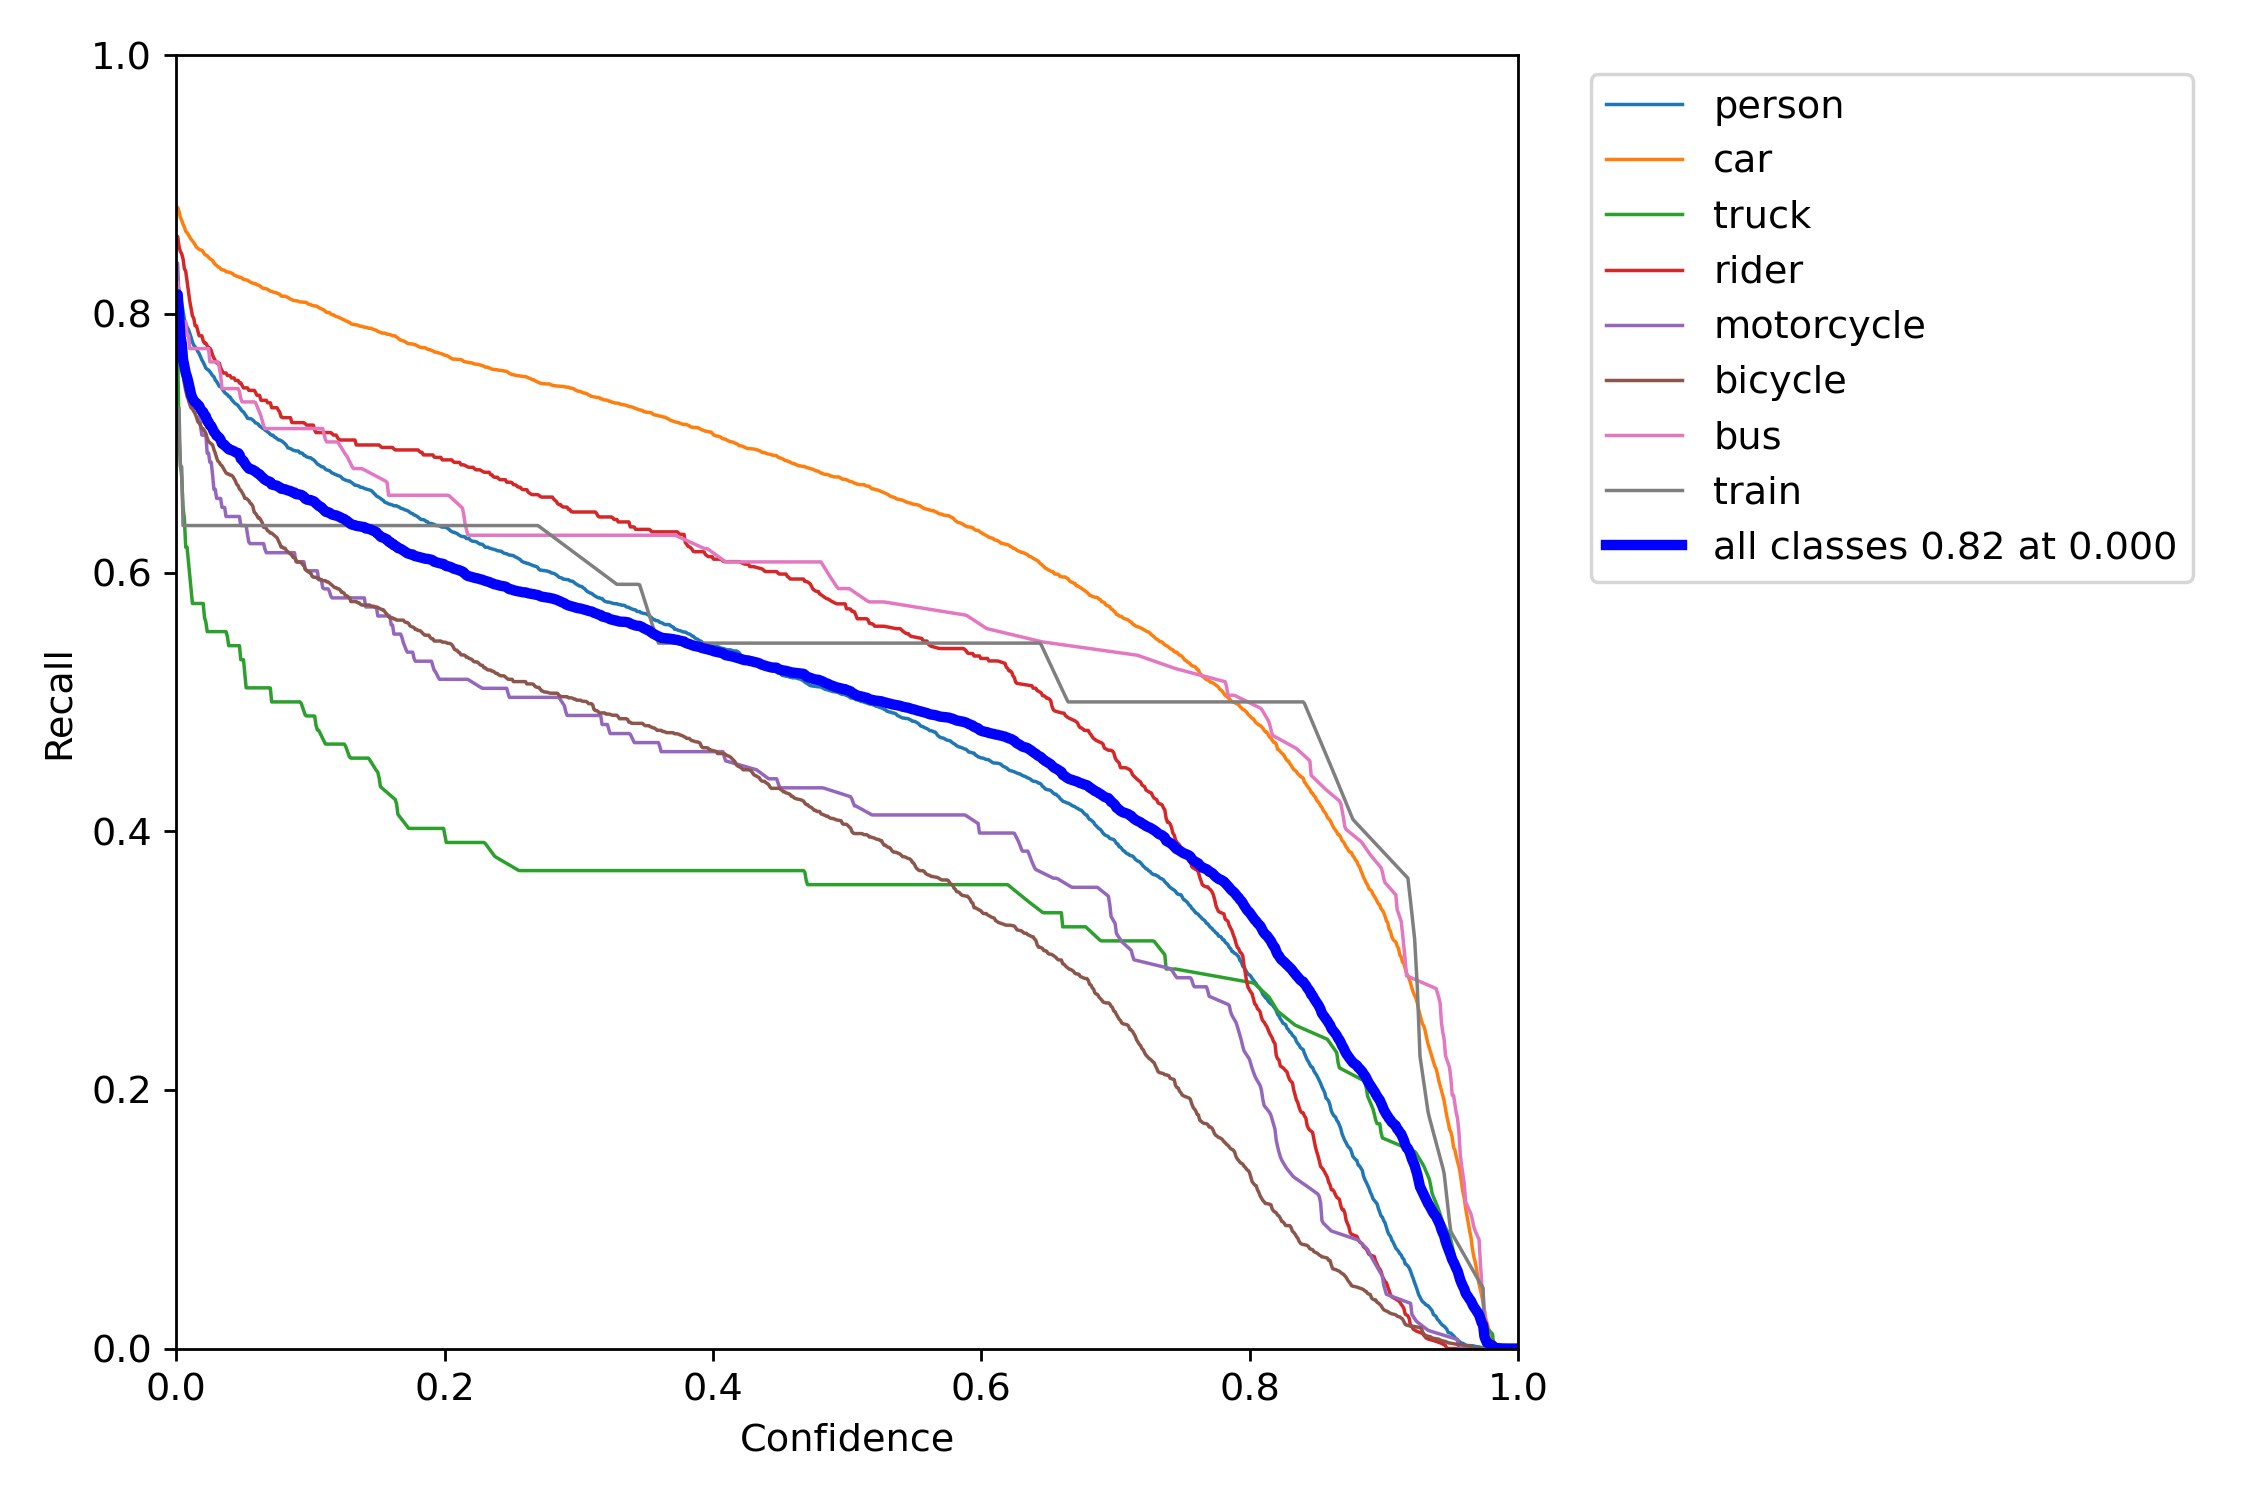 1.0
0.8
0.6
0.4
0.2
0.0
Recall
0.0 0.2 0.4 0.6 0.8 1.0
Confidence
person
car
truck
rider
motorcycle
bicycle
bus
train
all classes 0.82 at 0.000